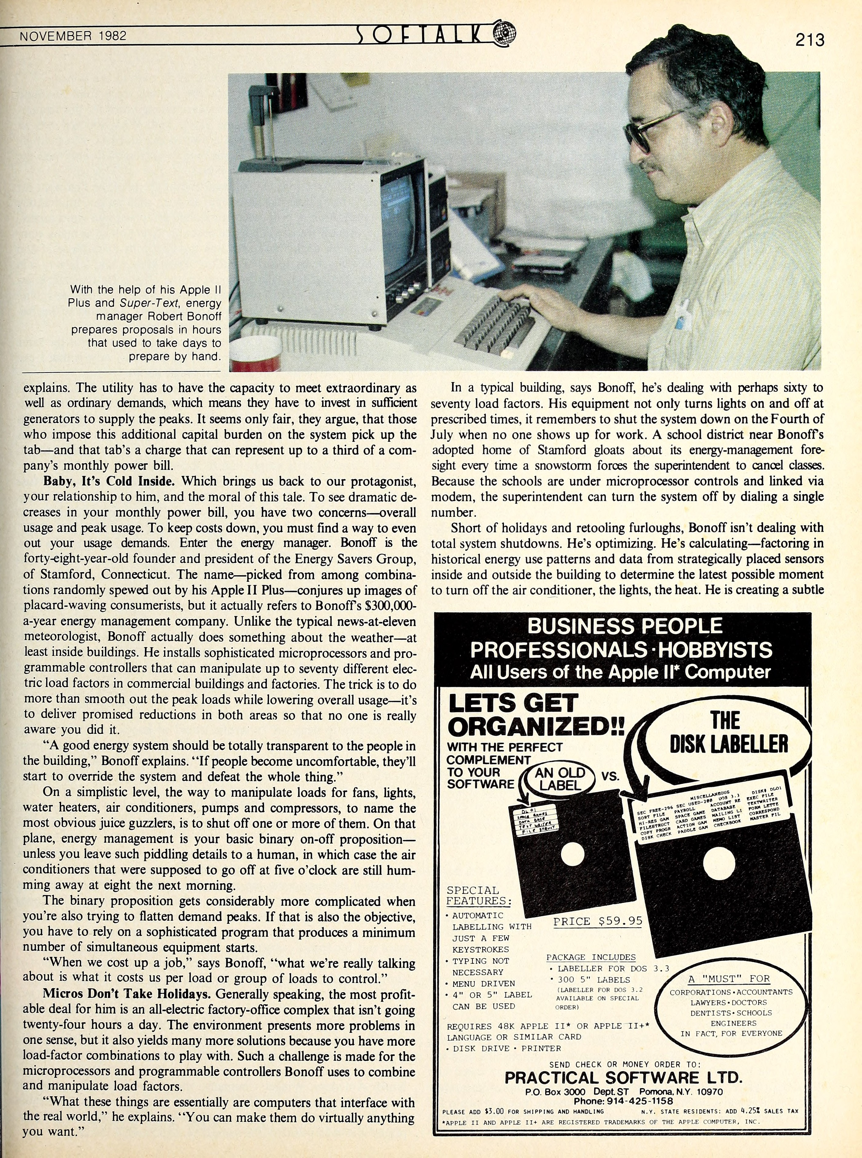 NOVEMBER 1982
SOFTALK
213
With the help of his Apple II
Plus and Super-Text, energy
manager Robert Bonoff
prepares proposals in hours
that used to take days to
prepare by hand.
explains. The utility has to have the capacity to meet extraordinary as
well as ordinary demands, which means they have to invest in sufficient
generators to supply the peaks. It seems only fair, they argue, that those
who impose this additional capital burden on the system pick up the
tab—and that tab's a charge that can represent up to a third of a com-
pany's monthly power bill.
Baby, It's Cold Inside. Which brings us back to our protagonist,
your relationship to him, and the moral of this tale. To see dramatic de-
creases in your monthly power bill, you have two concerns—overall
usage and peak usage. To keep costs down, you must find a way to even
out your usage demands. Enter the energy manager. Bonoff is the
forty-eight-year-old founder and president of the Energy Savers Group,
of Stamford, Connecticut. The name—picked from among combina-
tions randomly spewed out by his Apple II Plus—conjures up images of
placard-waving consumerists, but it actually refers to Bonoff's $300,000-
a-year energy management company. Unlike the typical news-at-eleven
meteorologist, Bonoff actually does something about the weather—at
least inside buildings. He installs sophisticated microprocessors and pro-
grammable controllers that can manipulate up to seventy different elec-
tric load factors in commercial buildings and factories. The trick is to do
more than smooth out the peak loads while lowering overall usage—it's
to deliver promised reductions in both areas so that no one is really
aware you did it.
"A good energy system should be totally transparent to the people in
the building," Bonoff explains. "If people become uncomfortable, they'll
start to override the system and defeat the whole thing."
On a simplistic level, the way to manipulate loads for fans, lights,
water heaters, air conditioners, pumps and compressors, to name the
most obvious juice guzzlers, is to shut off one or more of them. On that
plane, energy management is your basic binary on-off proposition—
unless you leave such piddling details to a human, in which case the air
conditioners that were supposed to go off at five o'clock are still hum-
ming away at eight the next morning.
The binary proposition gets considerably more complicated when
you're also trying to flatten demand peaks. If that is also the objective,
you have to rely on a sophisticated program that produces a minimum
number of simultaneous equipment starts.
"When we cost up a job," says Bonoff, "what we're really talking
about is what it costs us per load or group of loads to control."
Micros Don't Take Holidays. Generally speaking, the most profit-
able deal for him is an all-electric factory-office complex that isn't going
twenty-four hours a day. The environment presents more problems in
one sense, but it also yields many more solutions because you have more
load-factor combinations to play with. Such a challenge is made for the
microprocessors and programmable controllers Bonoff uses to combine
and manipulate load factors.
"What these things are essentially are computers that interface with
the real world," he explains. "You can make them do virtually anything
you want."
In a typical building, says Bonoff, he's dealing with perhaps sixty to
seventy load factors. His equipment not only turns lights on and off at
prescribed times, it remembers to shut the system down on the Fourth of
July when no one shows up for work. A school district near Bonoff's
adopted home of Stamford gloats about its energy-management fore-
sight every time a snowstorm forces the superintendent to cancel classes.
Because the schools are under microprocessor controls and linked via
modem, the superintendent can turn the system off by dialing a single
number.
Short of holidays and retooling furloughs, Bonoff isn't dealing with
total system shutdowns. He's optimizing. He's calculating—factoring in
historical energy use patterns and data from strategically placed sensors
inside and outside the building to determine the latest possible moment
to turn off the air conditioner, the lights, the heat. He is creating a subtle
BUSINESS PEOPLE
PROFESSIONALS·HOBBYISTS
All Users of the Apple II* Computer
LETS GET
ORGANIZED!!
WITH THE PERFECT
COMPLEMENT
TO YOUR
SOFTWARE
AN OLD
LABEL
VS.
THE
DISK LABELLER
SPECIAL
FEATURES:
· AUTOMATIC
LABELLING WITH
JUST A FEW
KEYSTROKES
· TYPING NOT
NECESSARY
· MENU DRIVEN
· 4" OR 5" LABEL
CAN BE USED
PRICE $59.95
PACKAGE INCLUDES
· LABELLER FOR DOS 3.3
· 300 5" LABELS
(LABELLER FOR DOS 3.2
AVAILABLE ON SPECIAL
ORDER)
A "MUST" FOR
CORPORATIONS·ACCOUNTANTS
LAWYERS·DOCTORS
DENTISTS·SCHOOLS
ENGINEERS
IN FACT, FOR EVERYONE
REQUIRES 48K APPLE II* OR APPLE II+*
LANGUAGE OR SIMILAR CARD
· DISK DRIVE · PRINTER
SEND CHECK OR MONEY ORDER TO:
PRACTICAL SOFTWARE LTD.
P.O. Box 3000 Dept. ST Pomona, N.Y. 10970
Phone: 914-425-1158
PLEASE ADD $3.00 FOR SHIPPING AND HANDLING N.Y. STATE RESIDENTS: ADD 4.25% SALES TAX
*APPLE II AND APPLE II+ ARE REGISTERED TRADEMARKS OF THE APPLE COMPUTER, INC.